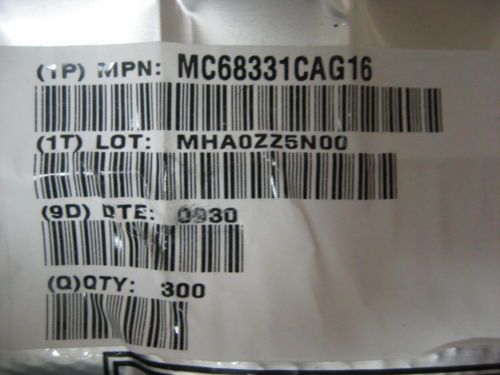 (1P) MPN: MC68331CAG16
(1T) LOT: MHA0ZZ5N00
(9D) DTE: 0930
(Q)QTY: 300